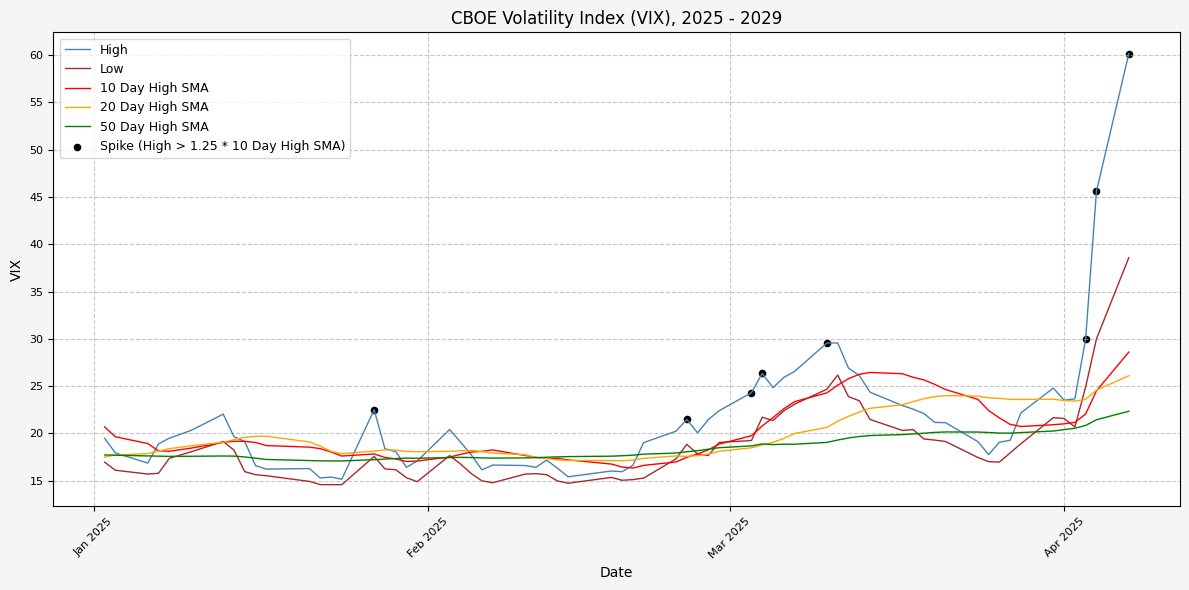 CBOE Volatility Index (VIX), 2025 - 2029
High
Low
10 Day High SMA
20 Day High SMA
50 Day High SMA
Spike (High > 1.25 * 10 Day High SMA)
60
55
50
45
40
35
30
25
20
15
VIX
Jan 2025
Feb 2025
Mar 2025
Apr 2025
Date